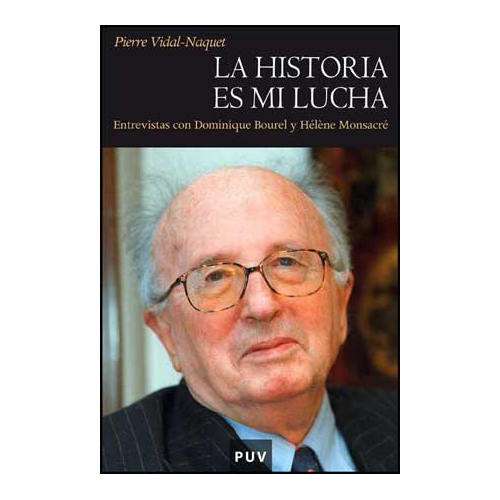 Pierre Vidal-Naquet
LA HISTORIA
ES MI LUCHA
Entrevistas con Dominique Bourel y Hélène Monsacré
PUV